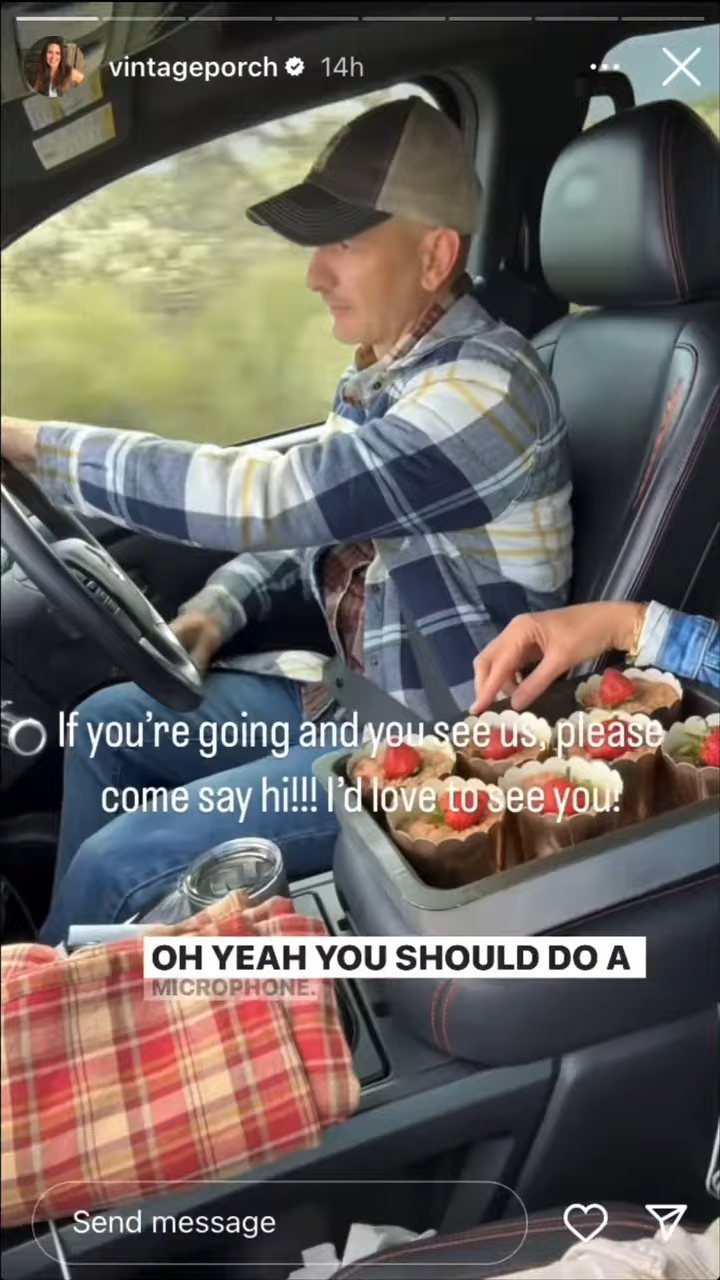 vintageporch 14h
If you're going and you see us, please
come say hi!!! I'd love to see you!
OH YEAH YOU SHOULD DO A
MICROPHONE.
Send message